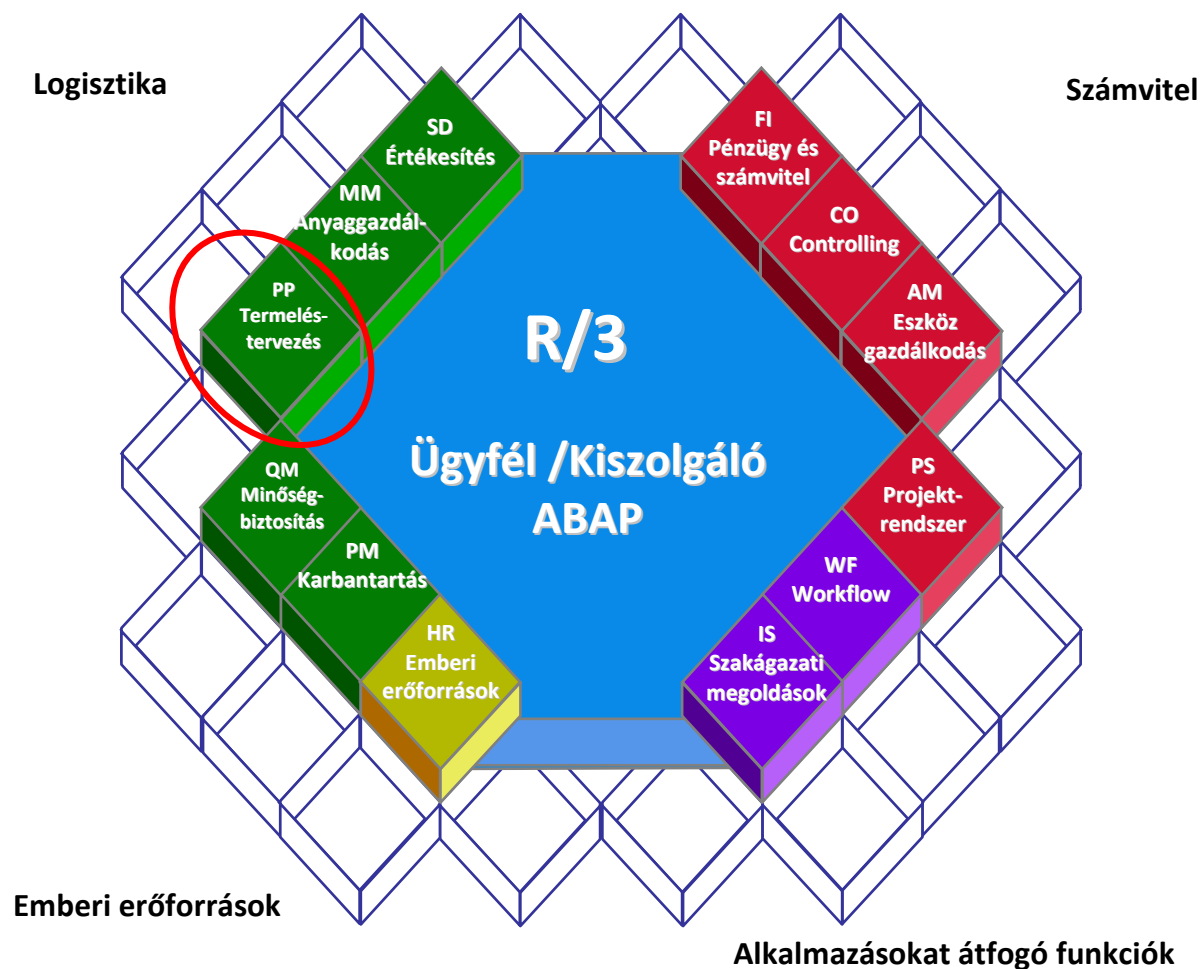 Logisztika
Számvitel
SD
Értékesítés
MM
Anyaggazdál-
kodás
PP
Termelés-
tervezés
QM
Minőség-
biztosítás
PM
Karbantartás
HR
Emberi
erőforrások
R/3
Ügyfél /Kiszolgáló
ABAP
FI
Pénzügy és
számvitel
CO
Controlling
AM
Eszköz
gazdálkodás
PS
Projekt-
rendszer
WF
Workflow
IS
Szakágazati
megoldások
Emberi erőforrások
Alkalmazásokat átfogó funkciók